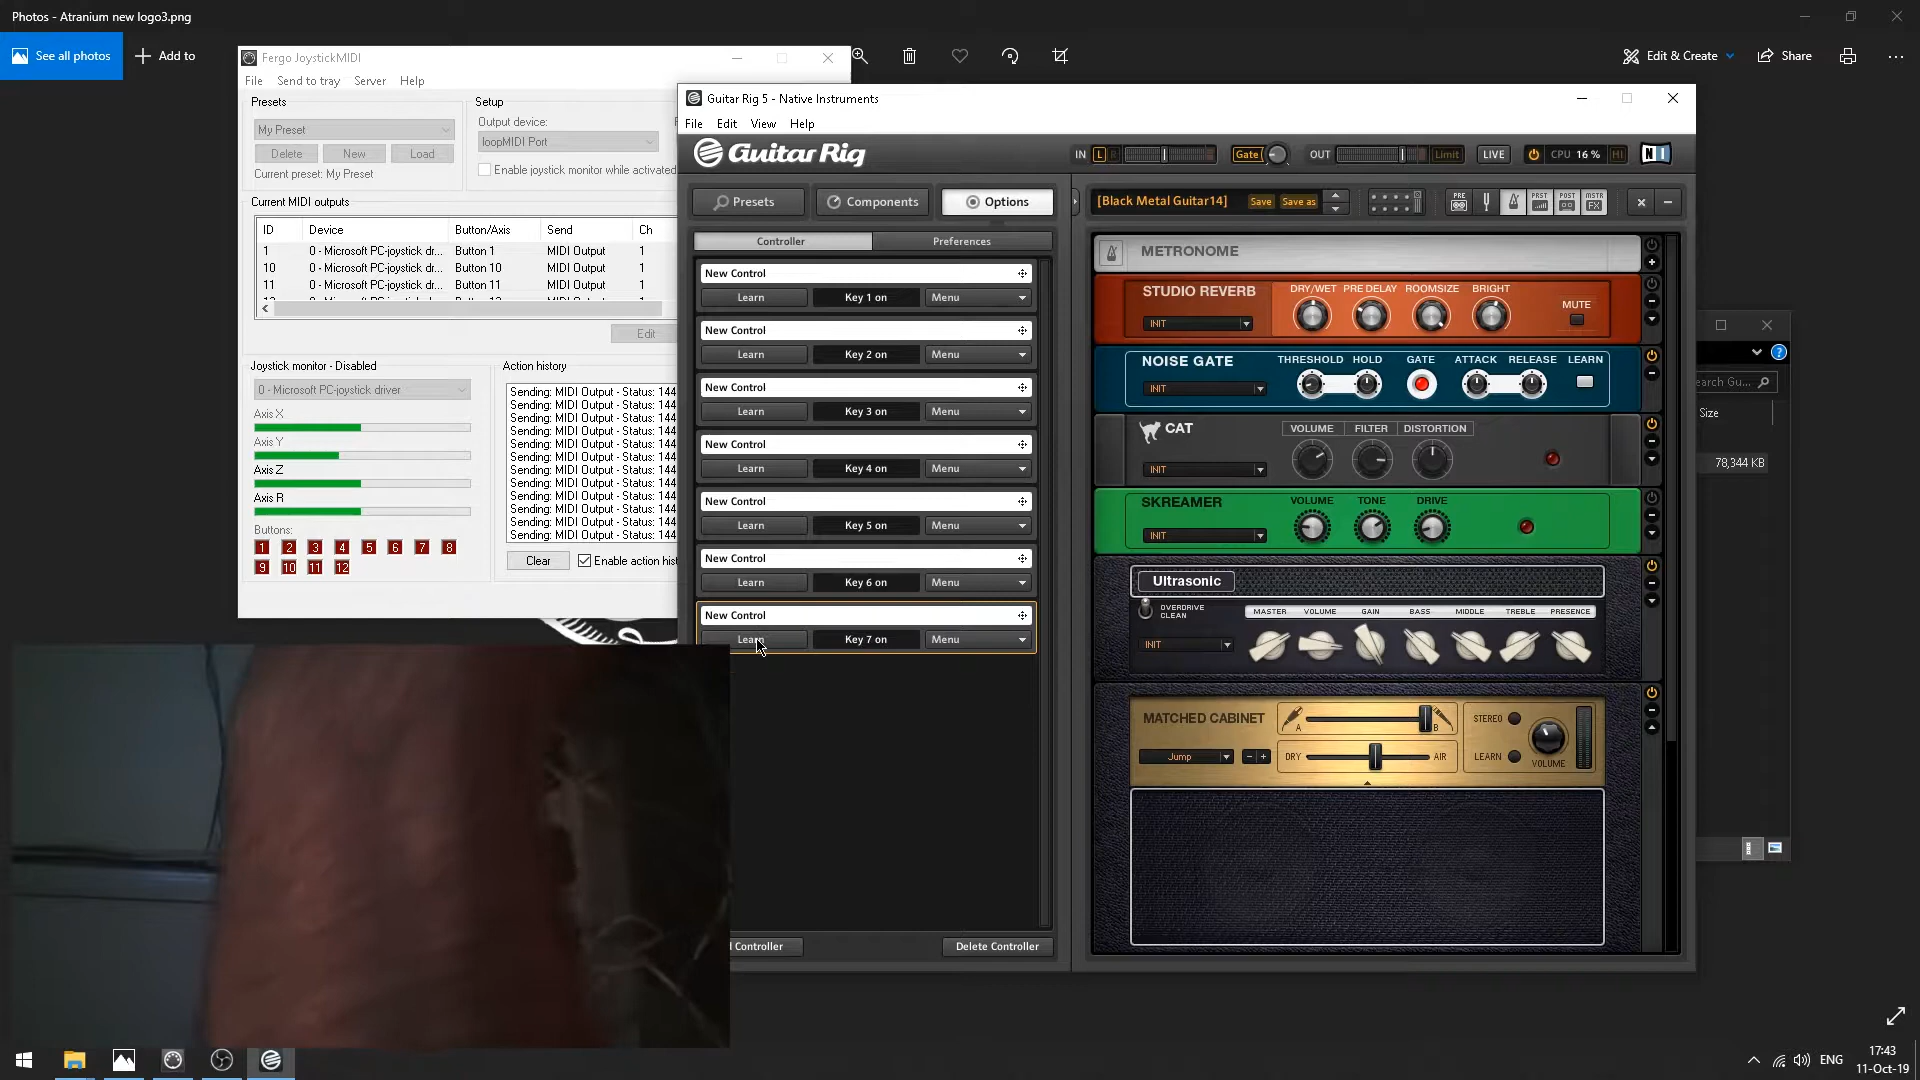 Photos - Atranium new logo3.png
See all photos
Add to
Edit & Create
Share
Fergo JoystickMIDI
File Send to tray Server Help
Presets
My Preset
Delete New Load
Current preset: My Preset
Setup
Output device:
loopMIDI Port
Enable joystick monitor while activated
Current MIDI outputs
ID Device Button/Axis Send Ch
1 0 - Microsoft PC-joystick dr... Button 1 MIDI Output 1
10 0 - Microsoft PC-joystick dr... Button 10 MIDI Output 1
11 0 - Microsoft PC-joystick dr... Button 11 MIDI Output 1
Edit
Joystick monitor - Disabled
0 - Microsoft PC-joystick driver
Axis X
Axis Y
Axis Z
Axis R
Buttons:
1 2 3 4 5 6 7 8
9 10 11 12
Action history
Sending: MIDI Output - Status: 144
Sending: MIDI Output - Status: 144
Sending: MIDI Output - Status: 144
Sending: MIDI Output - Status: 144
Sending: MIDI Output - Status: 144
Sending: MIDI Output - Status: 144
Sending: MIDI Output - Status: 144
Sending: MIDI Output - Status: 144
Sending: MIDI Output - Status: 144
Sending: MIDI Output - Status: 144
Sending: MIDI Output - Status: 144
Sending: MIDI Output - Status: 144
Clear Enable action hist
Guitar Rig 5 - Native Instruments
File Edit View Help
Guitar Rig
IN L R Gate OUT Limit LIVE CPU 16 % HI NI
Presets Components Options
Controller Preferences
New Control
Learn Key 1 on Menu
New Control
Learn Key 2 on Menu
New Control
Learn Key 3 on Menu
New Control
Learn Key 4 on Menu
New Control
Learn Key 5 on Menu
New Control
Learn Key 6 on Menu
New Control
Learn Key 7 on Menu
d Controller Delete Controller
[Black Metal Guitar14] Save Save as
PRE PRST POST MSTR
FX
METRONOME
STUDIO REVERB
INIT
DRY/WET PRE DELAY ROOMSIZE BRIGHT
MUTE
NOISE GATE
INIT
THRESHOLD HOLD GATE ATTACK RELEASE LEARN
CAT
INIT
VOLUME FILTER DISTORTION
SKREAMER
INIT
VOLUME TONE DRIVE
Ultrasonic
OVERDRIVE
CLEAN
INIT
MASTER VOLUME GAIN BASS MIDDLE TREBLE PRESENCE
MATCHED CABINET
Jump
A B
DRY AIR
STEREO
LEARN
VOLUME
earch Gu...
Size
78,344 KB
ENG
17:43
11-Oct-19